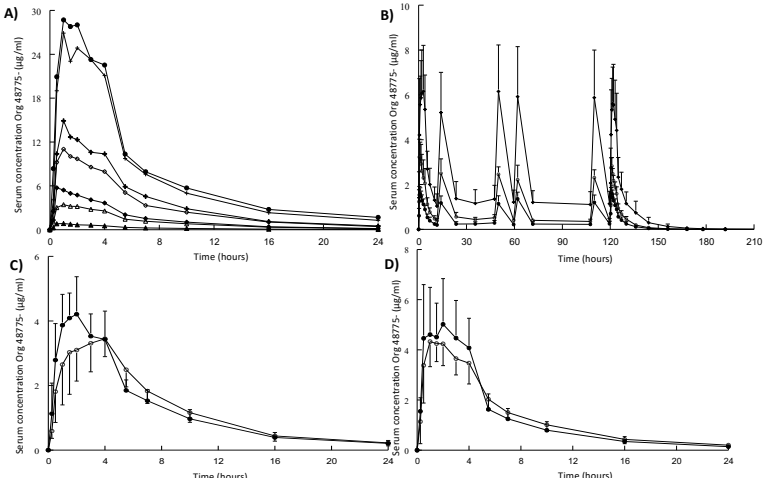 A)
Serum concentration Org 48775- (µg/ml)
30
24
18
12
6
0
0 4 8 12 16 20 24
Time (hours)
B)
Serum concentration Org 48775- (µg/ml)
10
8
6
4
2
0
0 30 60 90 120 150 180 210
Time (hours)
C)
Serum concentration Org 48775- (µg/ml)
6
4
2
0
0 4 8 12 16 20 24
Time (hours)
D)
Serum concentration Org 48775- (µg/ml)
8
6
4
2
0
0 4 8 12 16 20 24
Time (hours)